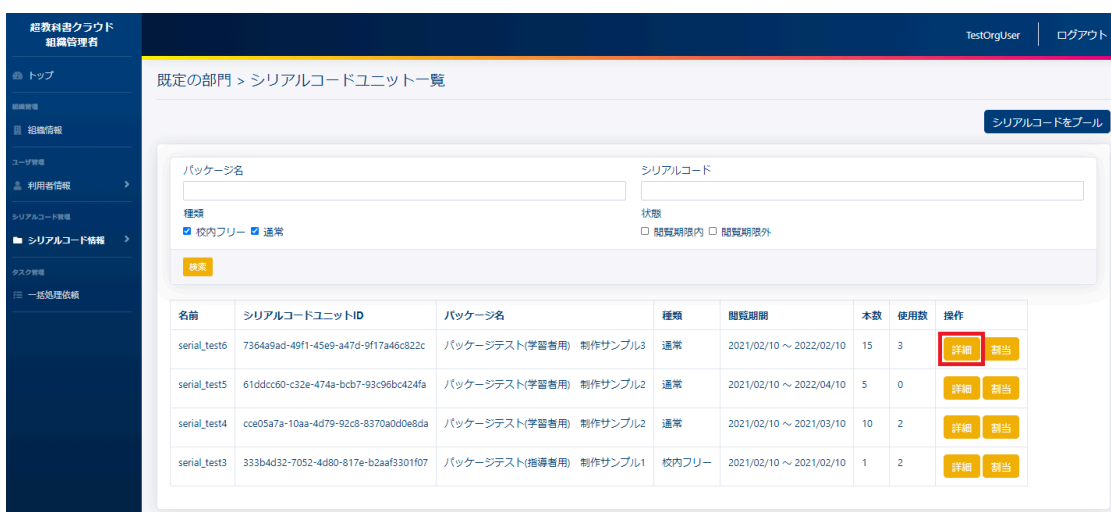 超教科書クラウド
組織管理者
TestOrgUser
ログアウト
トップ
既定の部門 > シリアルコードユニット一覧
組織管理
組織情報
シリアルコードをプール
ユーザ管理
利用者情報
シリアルコード管理
シリアルコード情報
タスク管理
一括処理依頼
パッケージ名
シリアルコード
種類
状態
校内フリー 通常
閲覧期限内 閲覧期限外
検索
名前 シリアルコードユニットID パッケージ名 種類 閲覧期間 本数 使用数 操作
serial_test6 7364a9ad-49f1-45e9-a47d-9f17a46c822c パッケージテスト(学習者用) 制作サンプル3 通常 2021/02/10 ～ 2022/02/10 15 3 詳細 割当
serial_test5 61ddcc60-c32e-474a-bcb7-93c96bc424fa パッケージテスト(学習者用) 制作サンプル2 通常 2021/02/10 ～ 2022/04/10 5 0 詳細 割当
serial_test4 cce05a7a-10aa-4d79-92c8-8370a0d0e8da パッケージテスト(学習者用) 制作サンプル2 通常 2021/02/10 ～ 2021/03/10 10 2 詳細 割当
serial_test3 333b4d32-7052-4d80-817e-b2aaf3301f07 パッケージテスト(指導者用) 制作サンプル1 校内フリー 2021/02/10 ～ 2021/02/10 1 2 詳細 割当